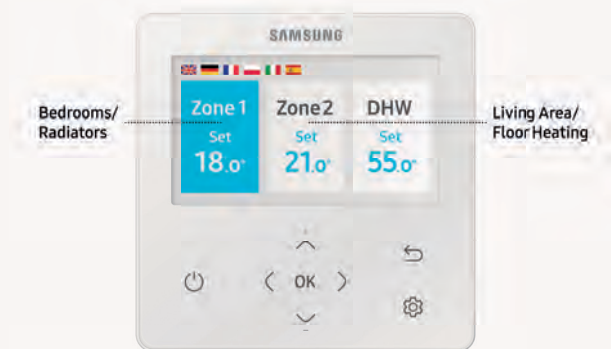 SAMSUNG
Bedrooms/
Radiators
Zone 1
Set
18.0°
Zone 2
Set
21.0°
DHW
Set
55.0°
Living Area/
Floor Heating
OK